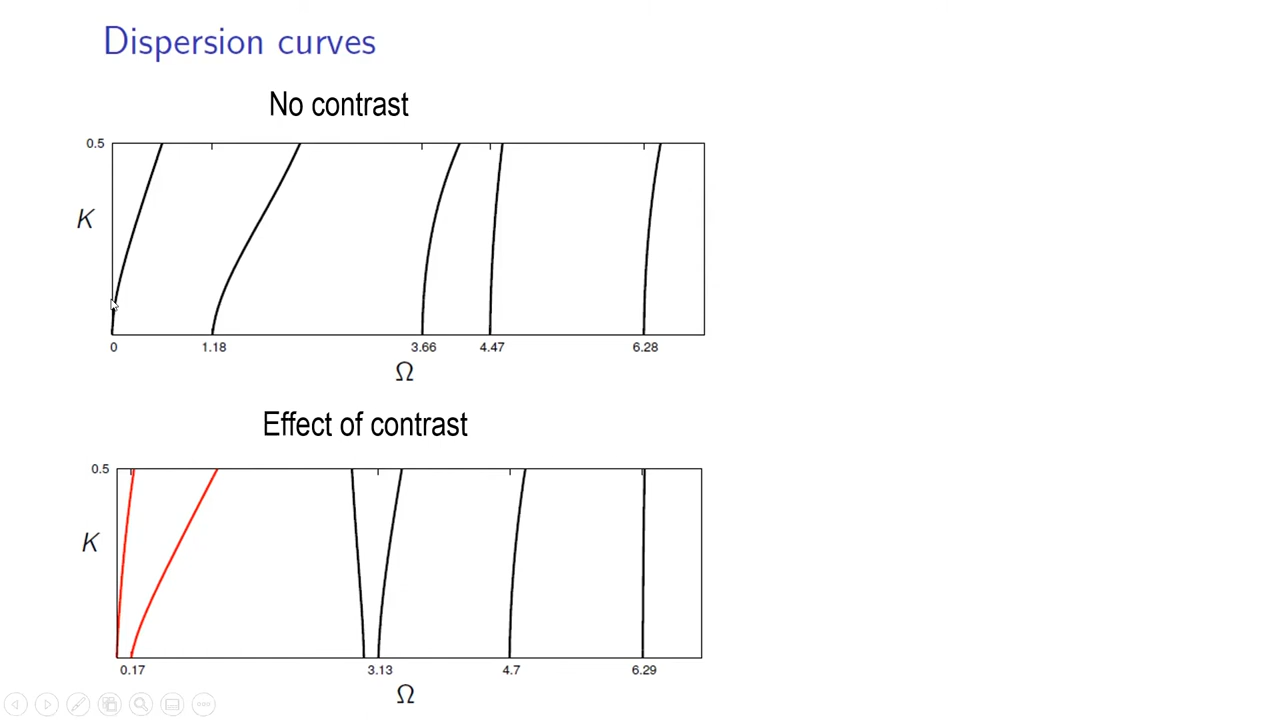 Dispersion curves
No contrast
0.5
K
0 1.18 3.66 4.47 6.28
Ω
Effect of contrast
0.5
K
0.17 3.13 4.7 6.29
Ω